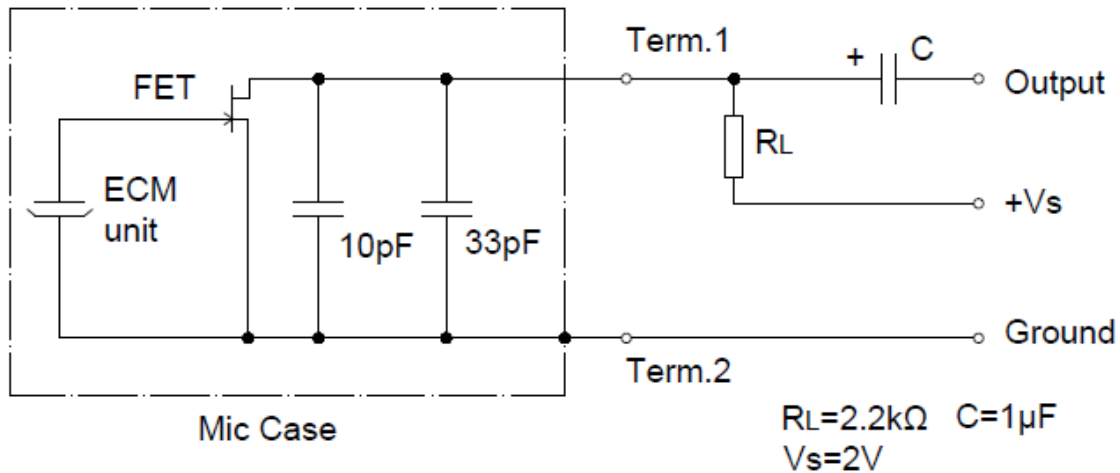 Term.1
+
C
FET
Output
RL
ECM
unit
+Vs
10pF
33pF
Ground
Term.2
Mic Case
RL=2.2kΩ C=1µF
Vs=2V